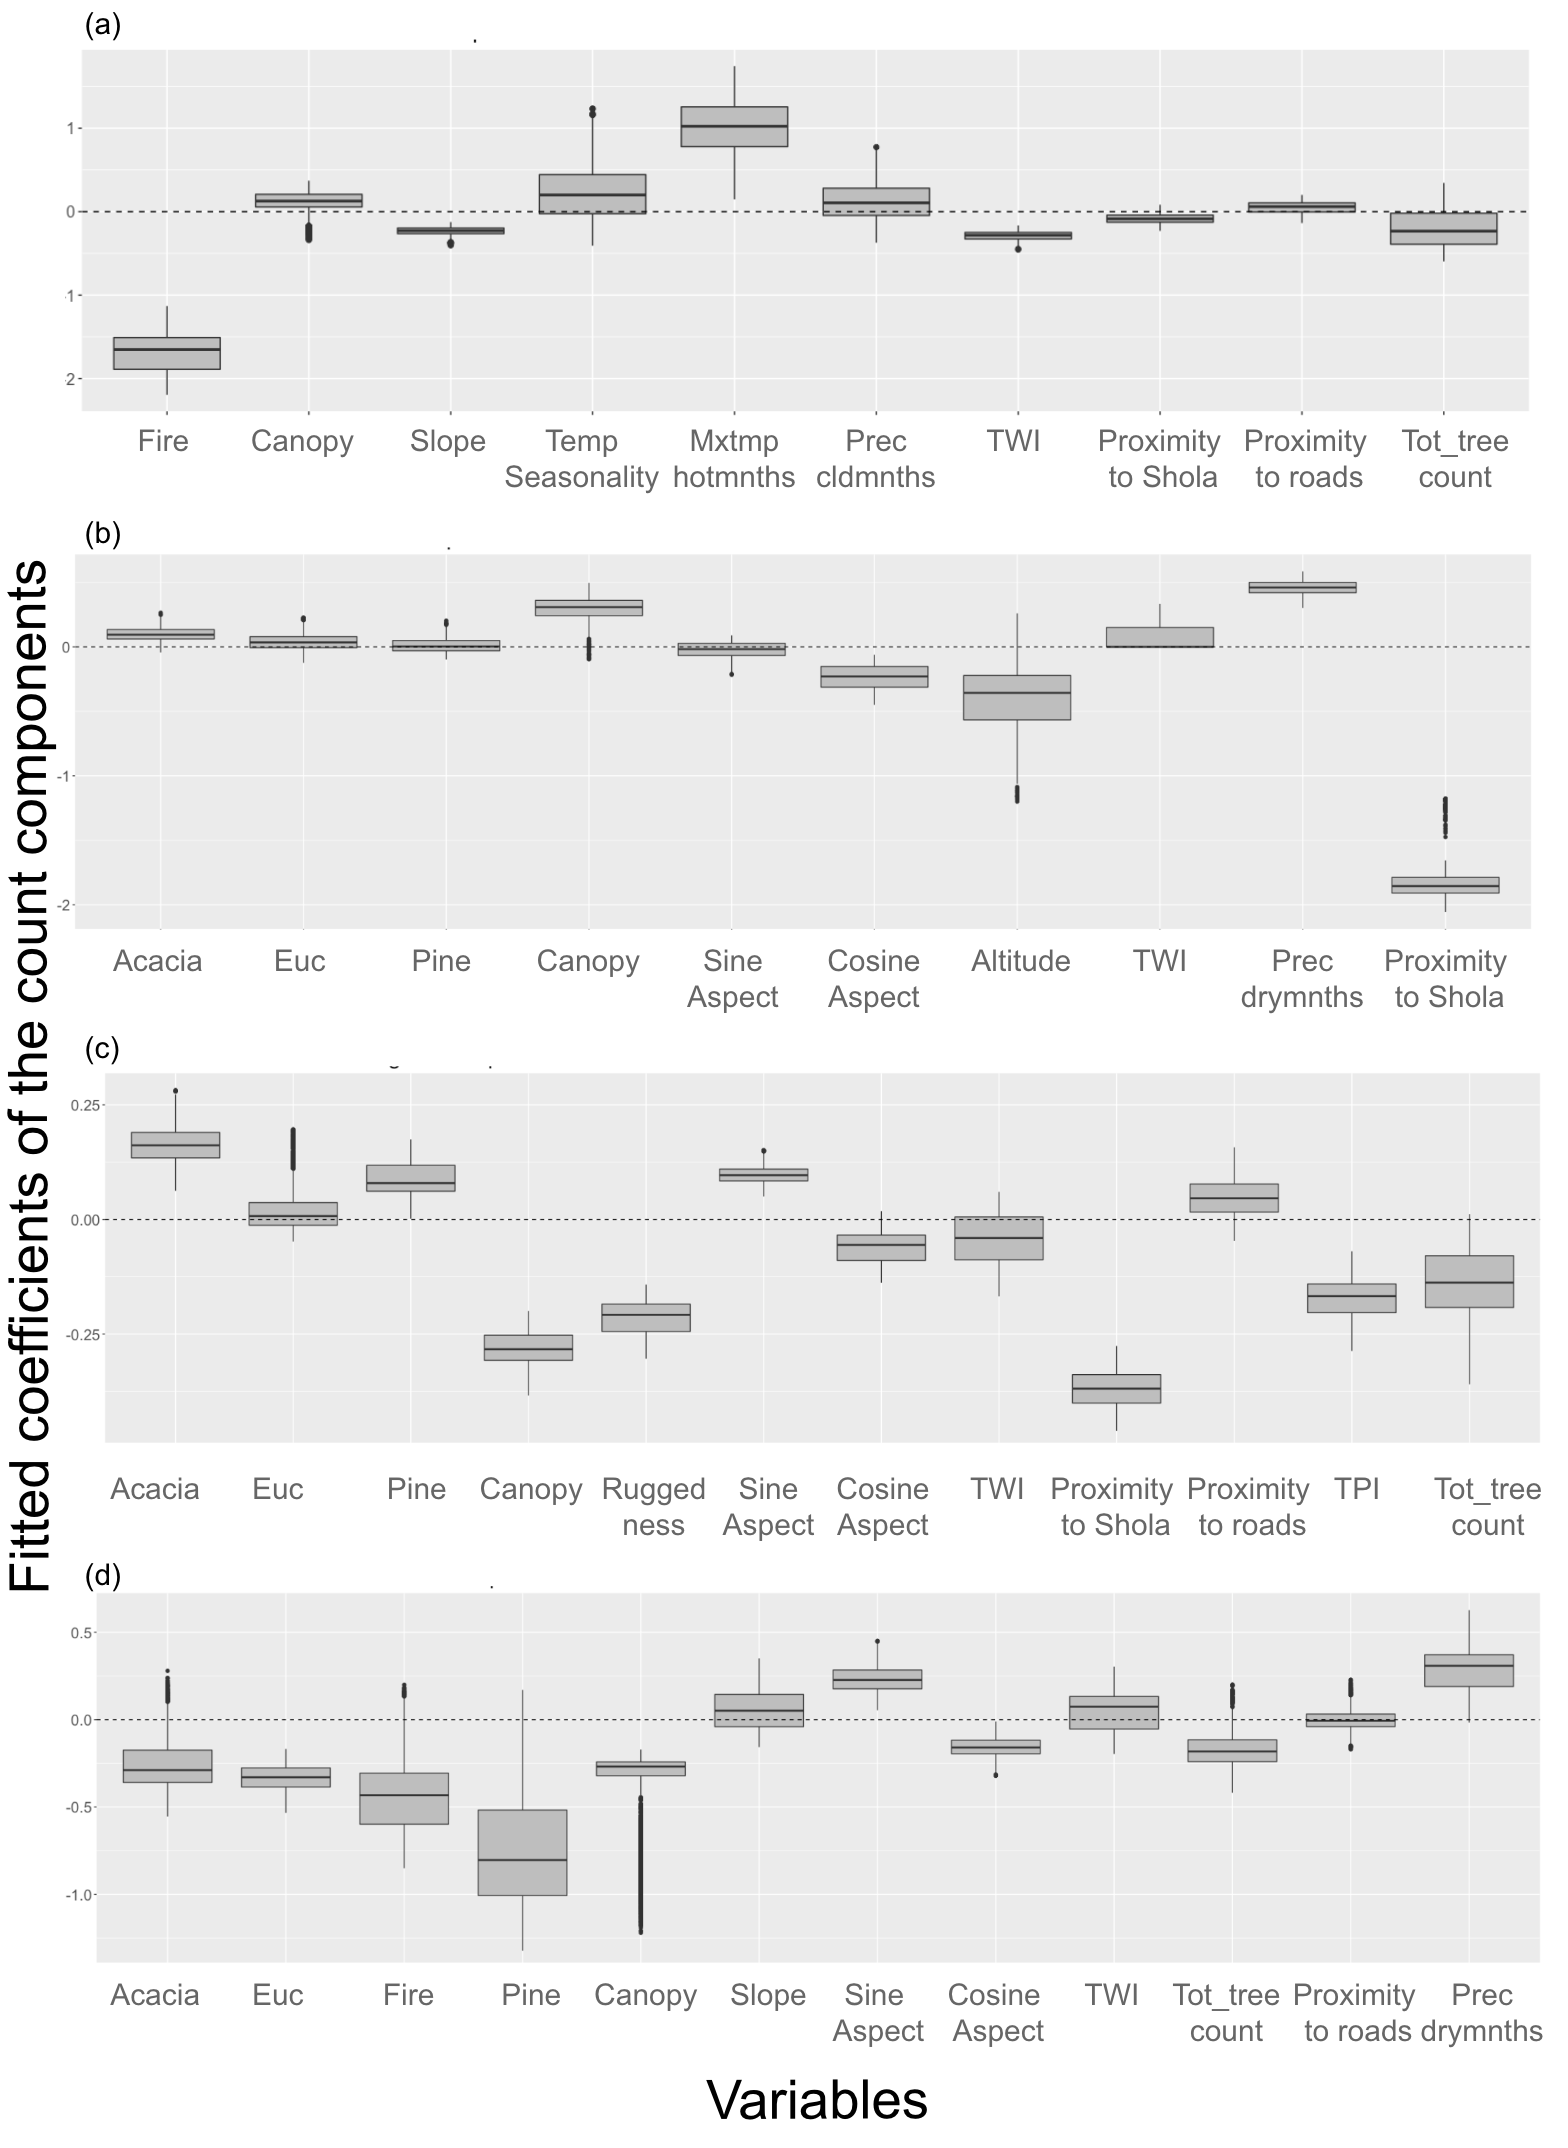 (a)
1
0
-1
-2
Fire Canopy Slope Temp Mxtmp Prec TWI Proximity Proximity Tot_tree
Seasonality hotmnths cldmnths to Shola to roads count
(b)
0
-1
-2
Acacia Euc Pine Canopy Sine Cosine Altitude TWI Prec Proximity
Aspect Aspect drymnths to Shola
(c)
0.25
0.00
-0.25
Acacia Euc Pine Canopy Rugged Sine Cosine TWI Proximity Proximity TPI Tot_tree
ness Aspect Aspect to Shola to roads count
(d)
0.5
0.0
-0.5
-1.0
Acacia Euc Fire Pine Canopy Slope Sine Cosine TWI Tot_tree Proximity Prec
Aspect Aspect count to roads drymnths
Fitted coefficients of the count components
Variables